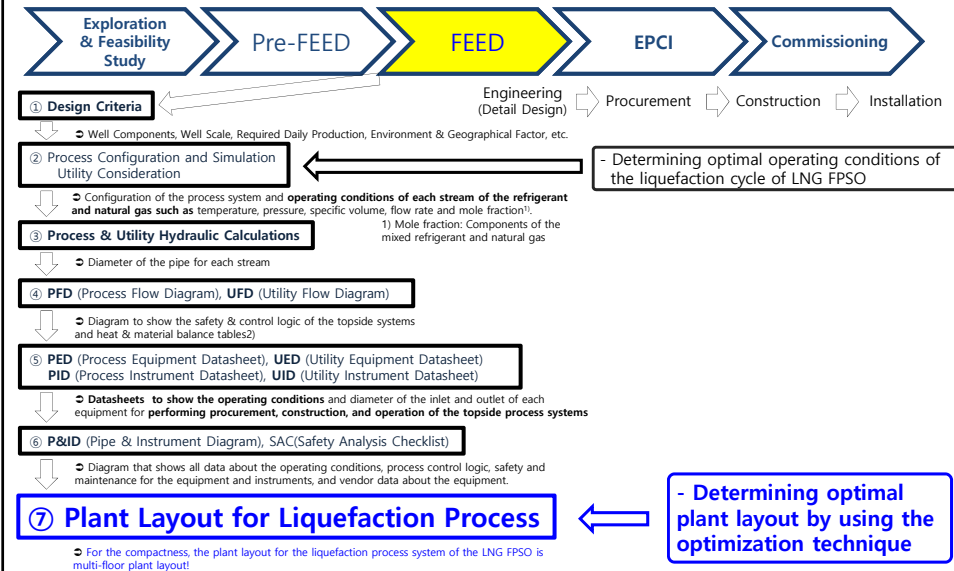 Exploration
& Feasibility
Study
Pre-FEED
FEED
EPCI
Commissioning
Engineering
(Detail Design)
Procurement
Construction
Installation
① Design Criteria
➲ Well Components, Well Scale, Required Daily Production, Environment & Geographical Factor, etc.
② Process Configuration and Simulation
Utility Consideration
- Determining optimal operating conditions of
the liquefaction cycle of LNG FPSO
➲ Configuration of the process system and operating conditions of each stream of the refrigerant
and natural gas such as temperature, pressure, specific volume, flow rate and mole fraction¹⁾.
1) Mole fraction: Components of the
mixed refrigerant and natural gas
③ Process & Utility Hydraulic Calculations
➲ Diameter of the pipe for each stream
④ PFD (Process Flow Diagram), UFD (Utility Flow Diagram)
➲ Diagram to show the safety & control logic of the topside systems
and heat & material balance tables2)
⑤ PED (Process Equipment Datasheet), UED (Utility Equipment Datasheet)
PID (Process Instrument Datasheet), UID (Utility Instrument Datasheet)
➲ Datasheets to show the operating conditions and diameter of the inlet and outlet of each
equipment for performing procurement, construction, and operation of the topside process systems
⑥ P&ID (Pipe & Instrument Diagram), SAC(Safety Analysis Checklist)
➲ Diagram that shows all data about the operating conditions, process control logic, safety and
maintenance for the equipment and instruments, and vendor data about the equipment.
⑦ Plant Layout for Liquefaction Process
- Determining optimal
plant layout by using the
optimization technique
➲ For the compactness, the plant layout for the liquefaction process system of the LNG FPSO is
multi-floor plant layout!